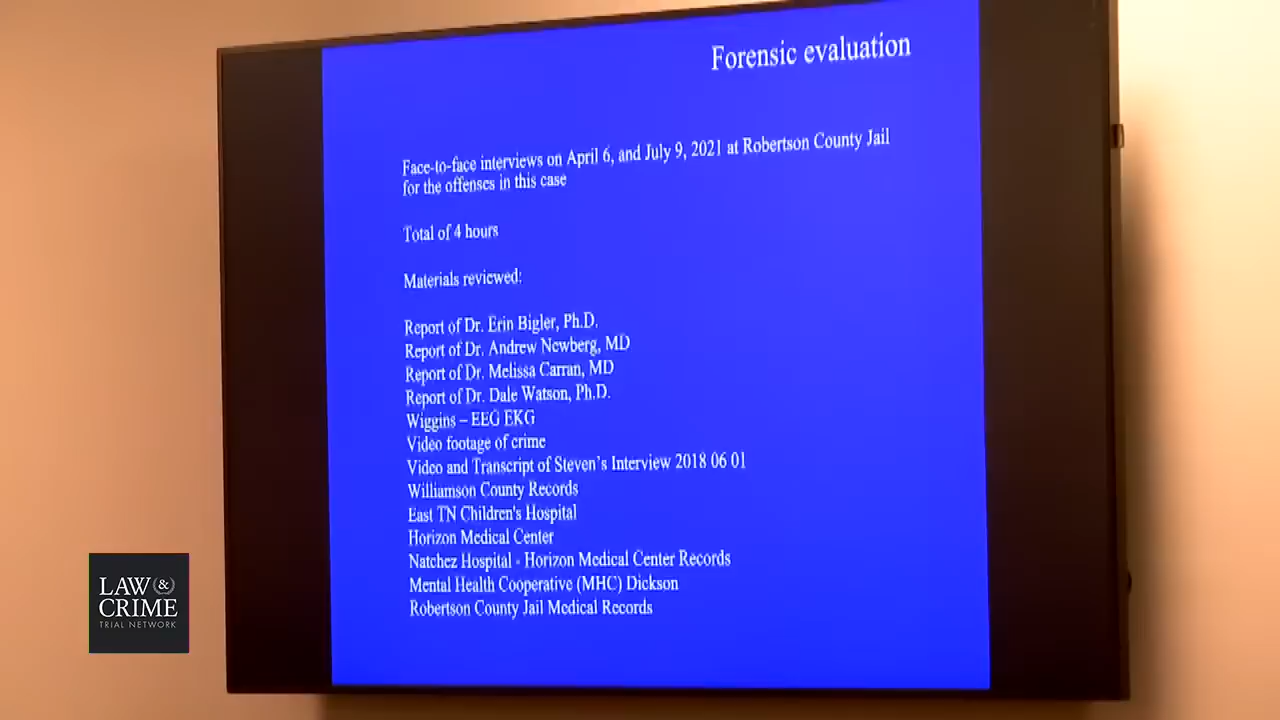 Forensic evaluation
Face-to-face interviews on April 6, and July 9, 2021 at Robertson County Jail
for the offenses in this case
Total of 4 hours
Materials reviewed:
Report of Dr. Erin Bigler, Ph.D.
Report of Dr. Andrew Newberg, MD
Report of Dr. Melissa Carran, MD
Report of Dr. Dale Watson, Ph.D.
Wiggins – EEG EKG
Video footage of crime
Video and Transcript of Steven's Interview 2018 06 01
Williamson County Records
East TN Children's Hospital
Horizon Medical Center
Natchez Hospital - Horizon Medical Center Records
Mental Health Cooperative (MHC) Dickson
Robertson County Jail Medical Records
LAW &
CRIME
TRIAL NETWORK